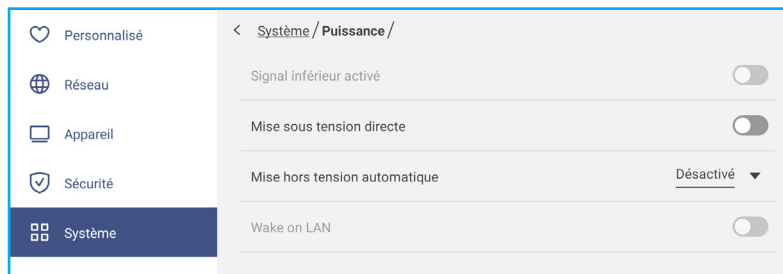 Personnalisé
Réseau
Appareil
Sécurité
Système
< Système / Puissance /
Signal inférieur activé
Mise sous tension directe
Mise hors tension automatique Désactivé
Wake on LAN